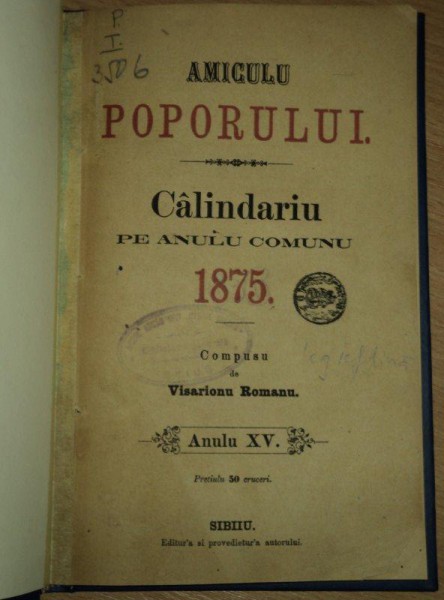 P.
I.
AMICULU
POPORULUI.
Câlindariu
PE ANULU COMUNU
1875.
Compusu
de
Visarionu Romanu.
Anulu XV.
Pretiulu 50 cruceri.
SIBIIU.
Editur'a si provedietur'a autorului.